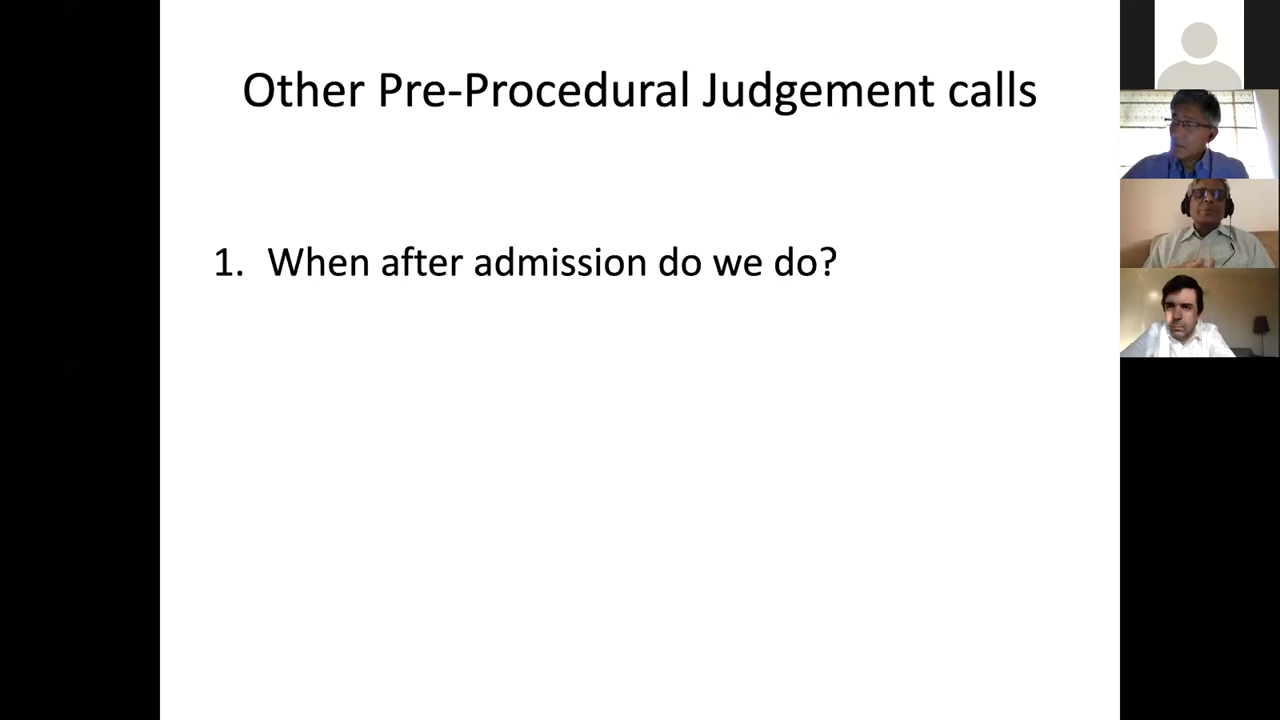 Other Pre-Procedural Judgement calls
1. When after admission do we do?